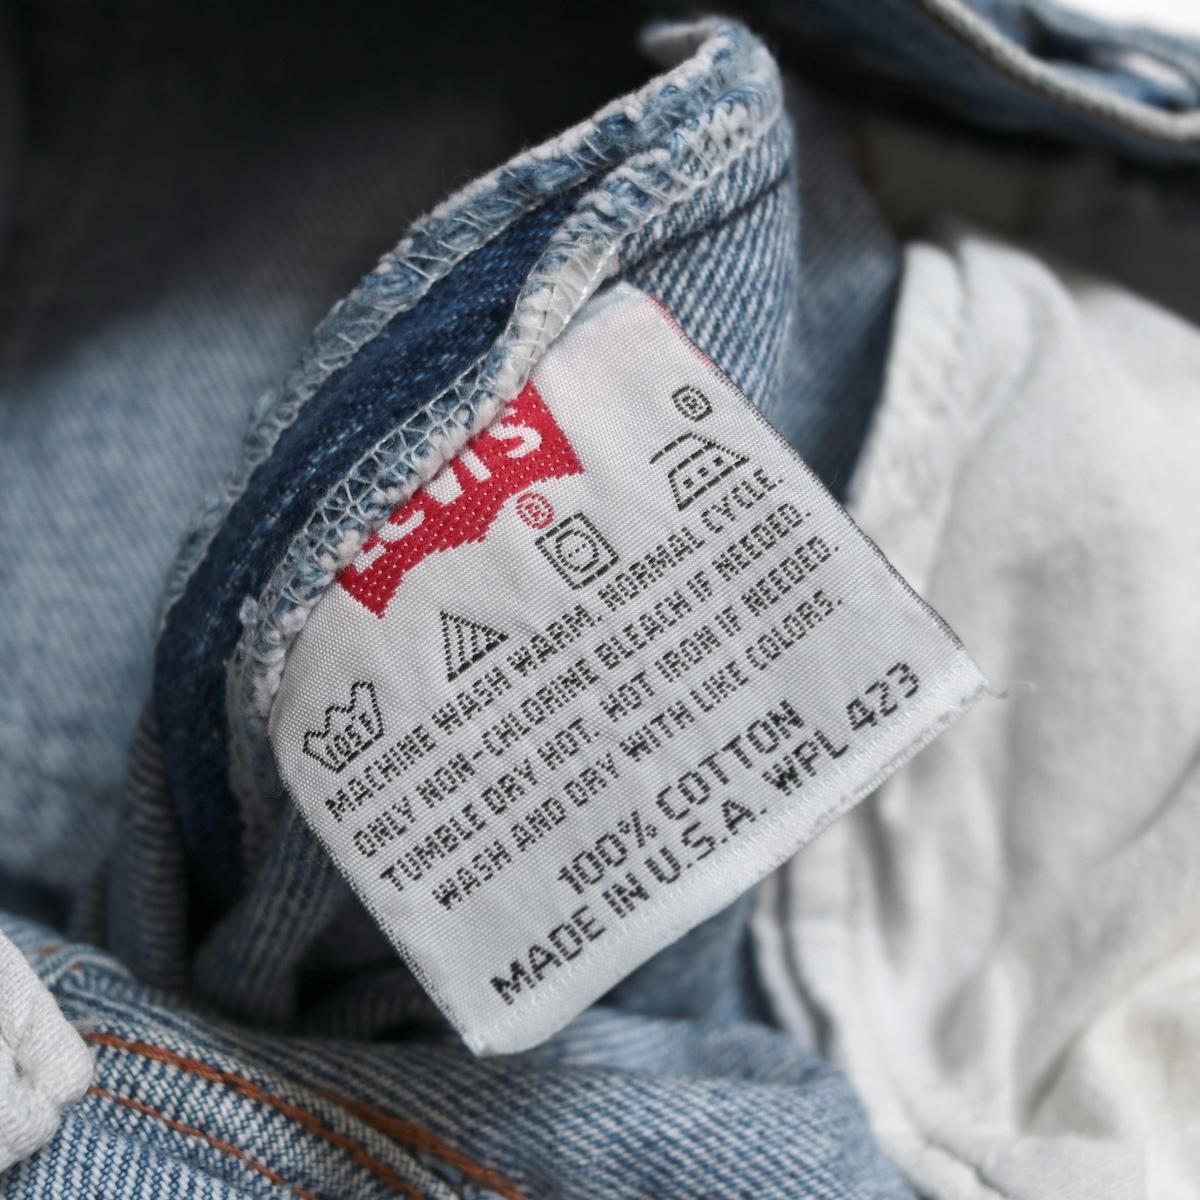 Levi's
®
®
105F
MACHINE WASH WARM. NORMAL CYCLE.
ONLY NON-CHLORINE BLEACH IF NEEDED.
TUMBLE DRY HOT. HOT IRON IF NEEDED.
WASH AND DRY WITH LIKE COLORS.
100% COTTON
MADE IN U.S.A. WPL 423